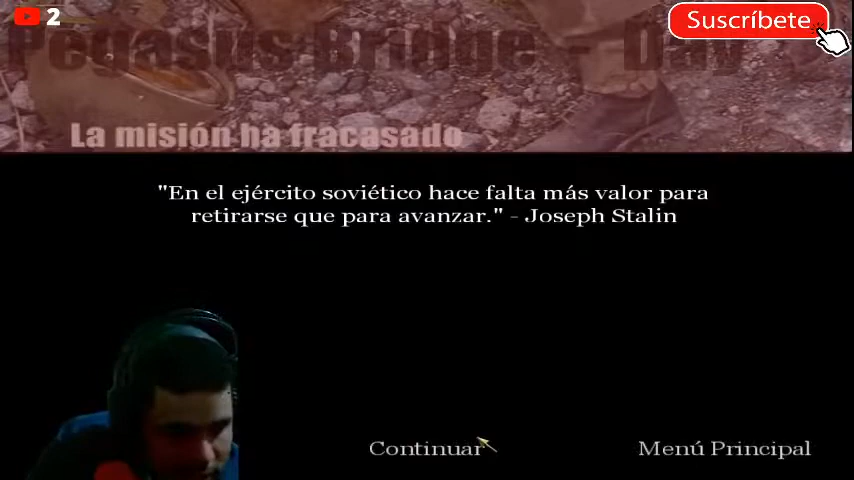 2
Suscríbete
Pegasus Bridge - Day
La misión ha fracasado
"En el ejército soviético hace falta más valor para
retirarse que para avanzar." - Joseph Stalin
Continuar
Menú Principal